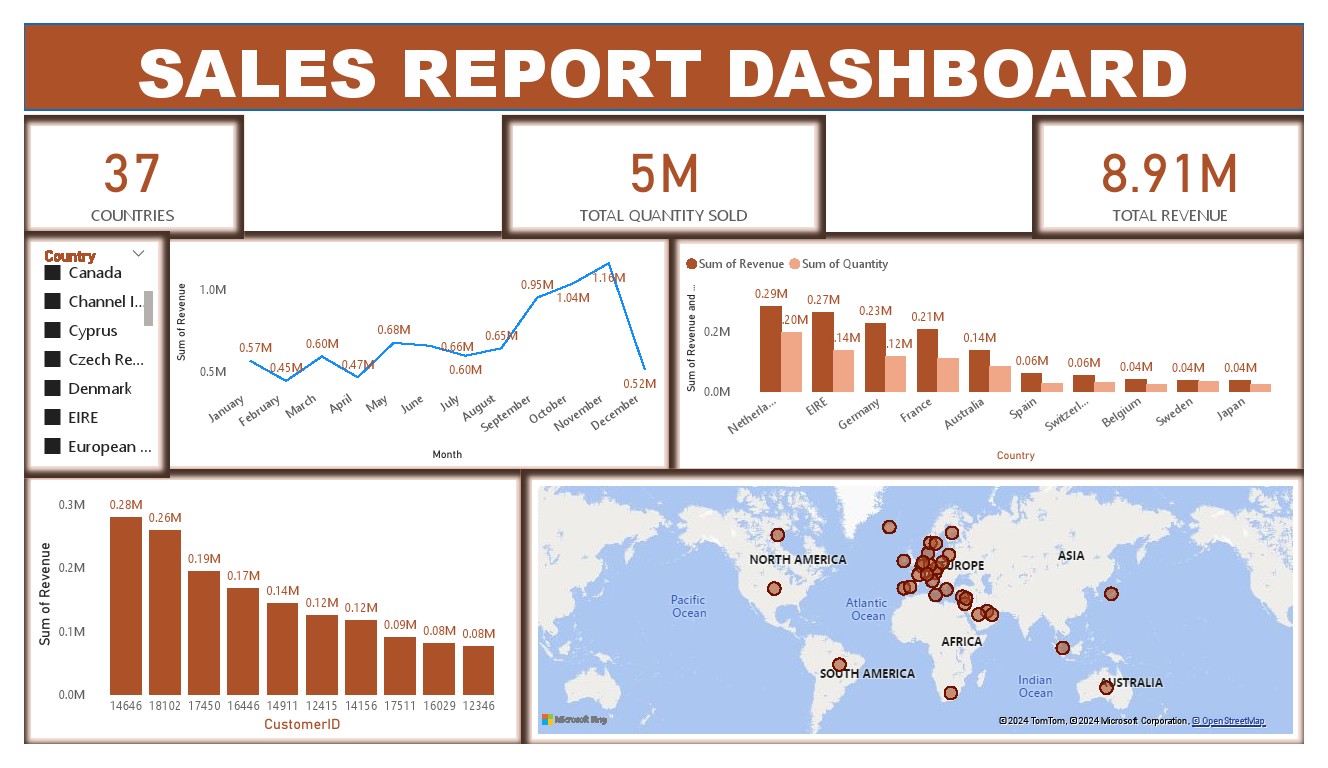 SALES REPORT DASHBOARD
37
COUNTRIES
5M
TOTAL QUANTITY SOLD
8.91M
TOTAL REVENUE
Country
Canada
Channel I...
Cyprus
Czech Re...
Denmark
EIRE
European ...
Sum of Revenue
1.0M
0.5M
0.57M
0.45M
0.60M
0.47M
0.68M
0.66M
0.60M
0.65M
0.95M
1.04M
1.16M
0.52M
January
February
March
April
May
June
July
August
September
October
November
December
Month
Sum of Revenue
Sum of Quantity
Sum of Revenue and ...
0.2M
0.0M
0.29M
.20M
0.27M
.14M
0.23M
.12M
0.21M
0.14M
0.06M
0.06M
0.04M
0.04M
0.04M
Netherla...
EIRE
Germany
France
Australia
Spain
Switzerl...
Belgium
Sweden
Japan
Country
Sum of Revenue
0.3M
0.2M
0.1M
0.0M
0.28M
0.26M
0.19M
0.17M
0.14M
0.12M
0.12M
0.09M
0.08M
0.08M
14646
18102
17450
16446
14911
12415
14156
17511
16029
12346
CustomerID
NORTH AMERICA
UROPE
ASIA
Pacific
Ocean
Atlantic
Ocean
AFRICA
SOUTH AMERICA
Indian
Ocean
AUSTRALIA
Microsoft Bing
©2024 TomTom, ©2024 Microsoft Corporation, © OpenStreetMap